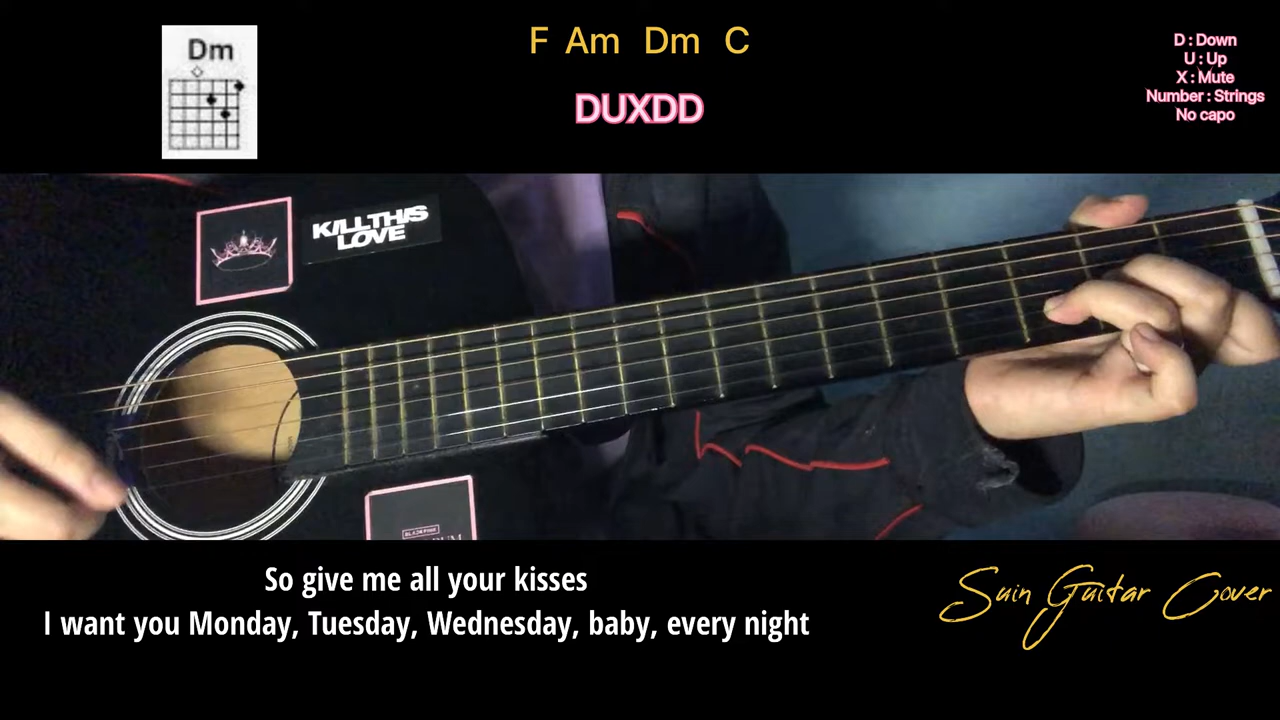 Dm
F Am Dm C
DUXDD
D : Down
U : Up
X : Mute
Number : Strings
No capo
KILL THIS
LOVE
BLACKPINK
So give me all your kisses
I want you Monday, Tuesday, Wednesday, baby, every night
Suin Guitar Cover